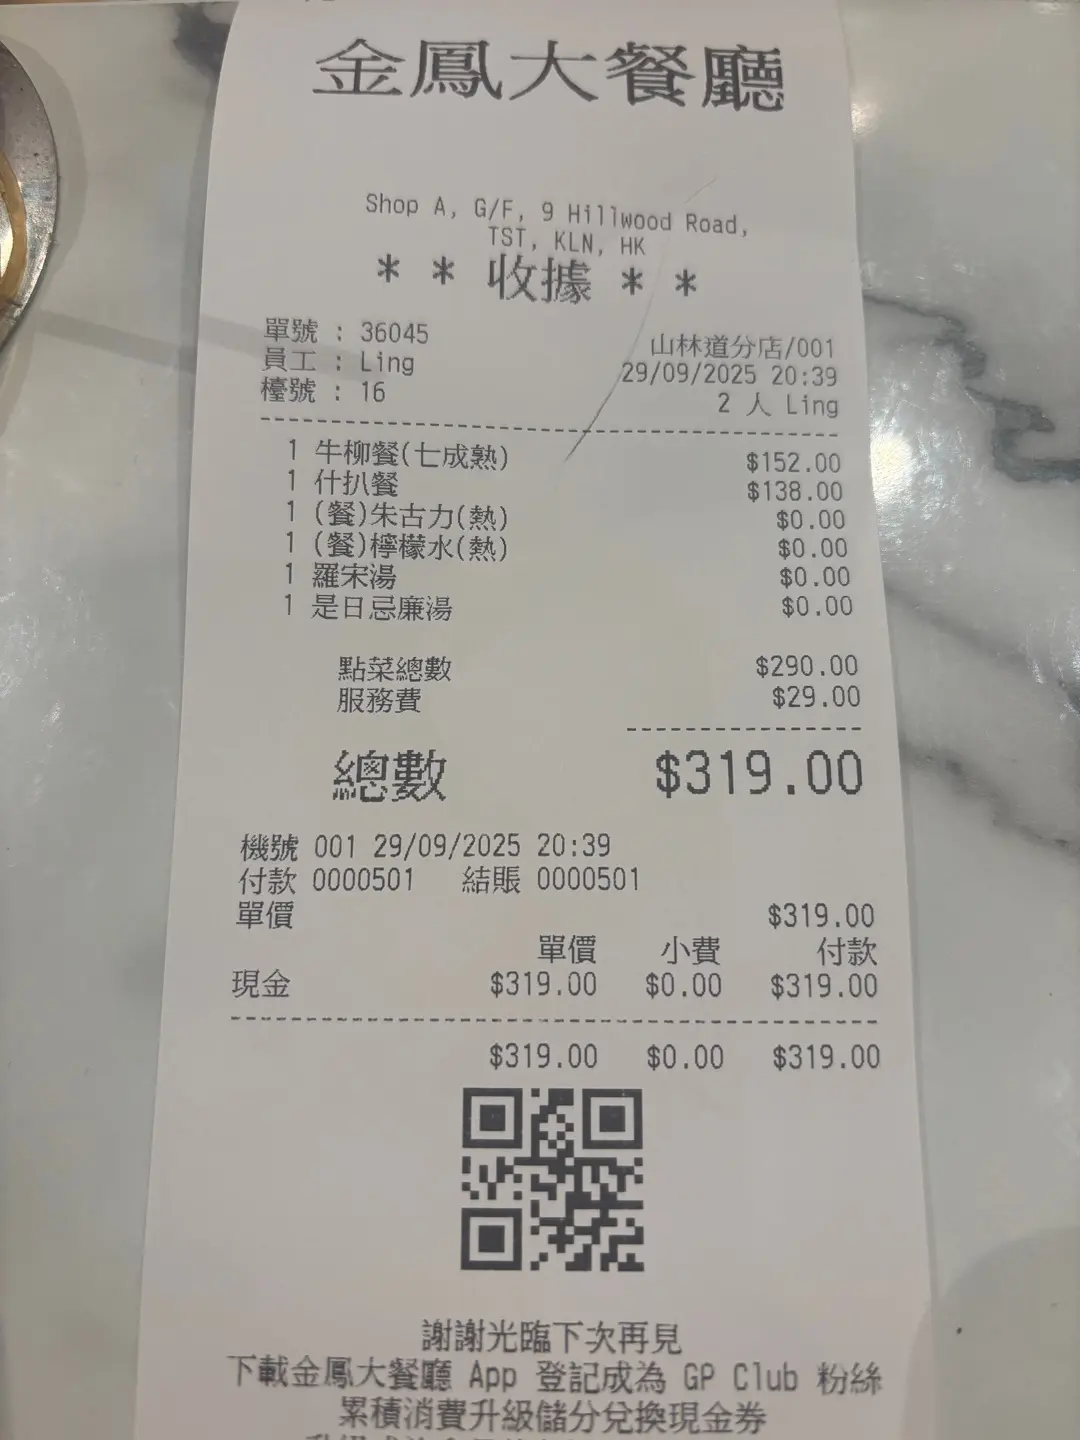 金鳳大餐廳
Shop A, G/F, 9 Hillwood Road,
TST, KLN, HK
* * 收據 * *
單號 : 36045
員工 : Ling
檯號 : 16
山林道分店/001
29/09/2025 20:39
2 人 Ling
1 牛柳餐(七成熟) $152.00
1 什扒餐 $138.00
1 (餐)朱古力(熱) $0.00
1 (餐)檸檬水(熱) $0.00
1 羅宋湯 $0.00
1 是日忌廉湯 $0.00
點菜總數 $290.00
服務費 $29.00
總數 $319.00
機號 001 29/09/2025 20:39
付款 0000501 結賬 0000501
單價 $319.00
單價 小費 付款
現金 $319.00 $0.00 $319.00
$319.00 $0.00 $319.00
謝謝光臨下次再見
下載金鳳大餐廳 App 登記成為 GP Club 粉絲
累積消費升級儲分兌換現金券